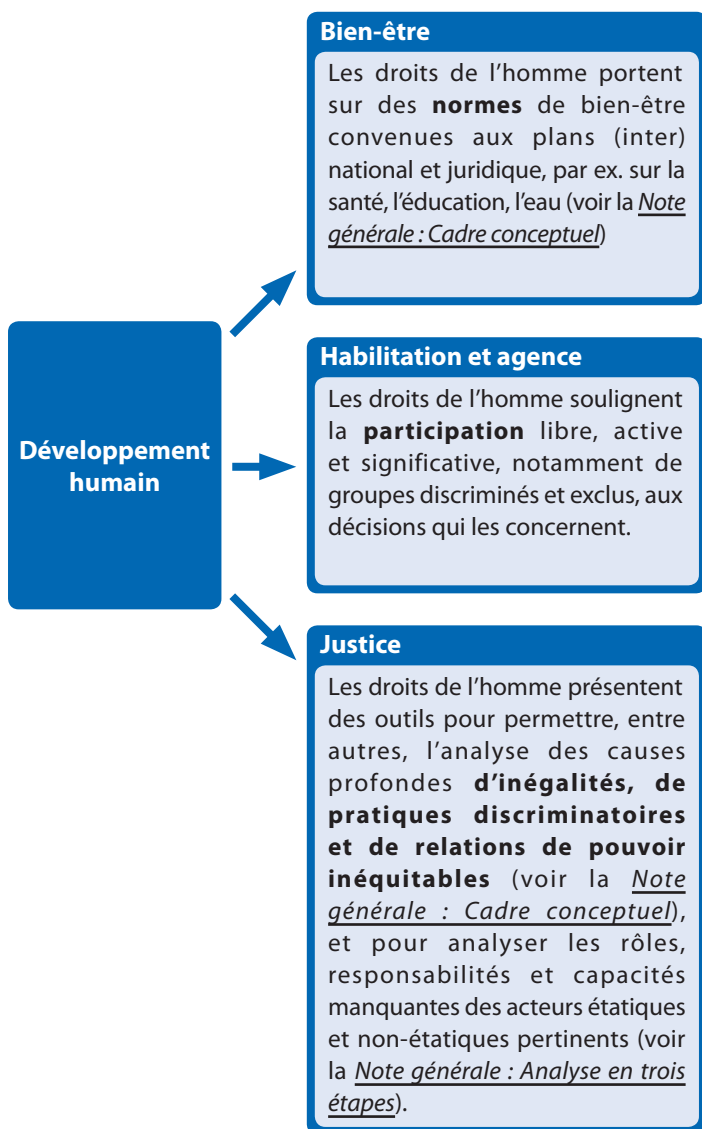 Bien-être
Les droits de l'homme portent
sur des normes de bien-être
convenues aux plans (inter)
national et juridique, par ex. sur la
santé, l'éducation, l'eau (voir la Note
générale : Cadre conceptuel)
Développement
humain
Habilitation et agence
Les droits de l'homme soulignent
la participation libre, active
et significative, notamment de
groupes discriminés et exclus, aux
décisions qui les concernent.
Justice
Les droits de l'homme présentent
des outils pour permettre, entre
autres, l'analyse des causes
profondes d'inégalités, de
pratiques discriminatoires
et de relations de pouvoir
inéquitables (voir la Note
générale : Cadre conceptuel),
et pour analyser les rôles,
responsabilités et capacités
manquantes des acteurs étatiques
et non-étatiques pertinents (voir
la Note générale : Analyse en trois
étapes).